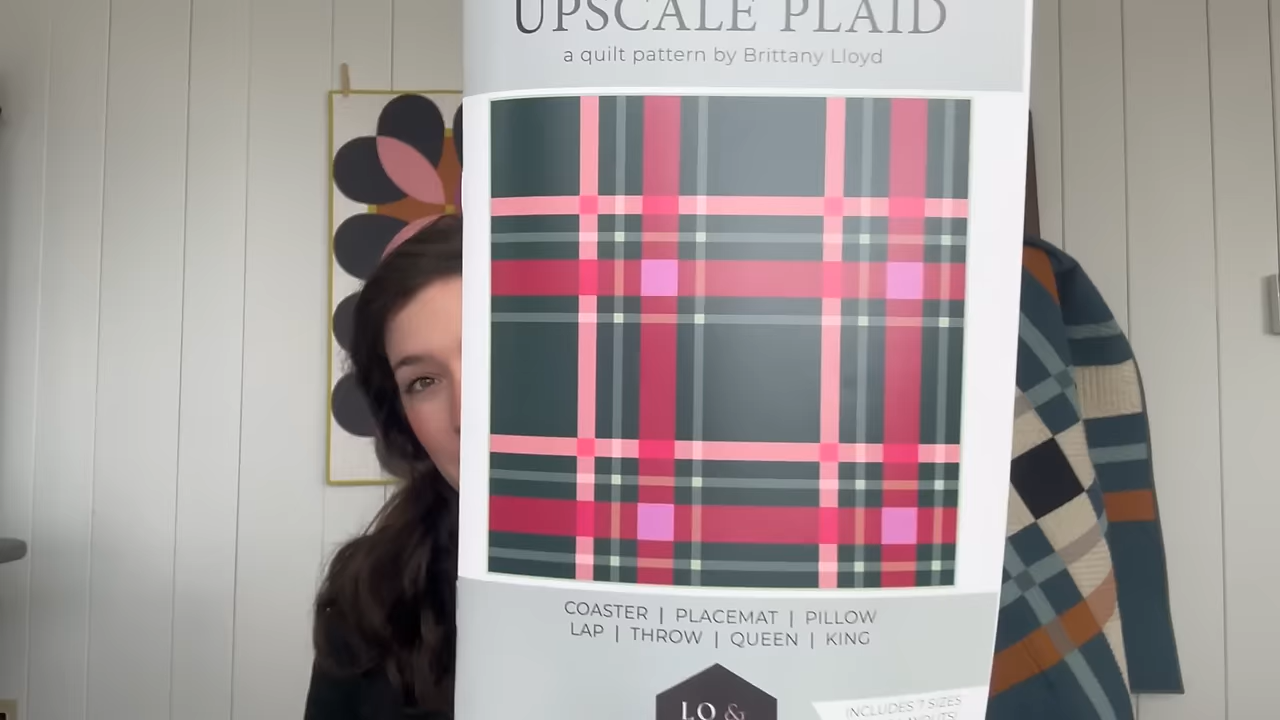 UPSCALE PLAID
a quilt pattern by Brittany Lloyd
COASTER | PLACEMAT | PILLOW
LAP | THROW | QUEEN | KING
LO &
INCLUDES 7 SIZES